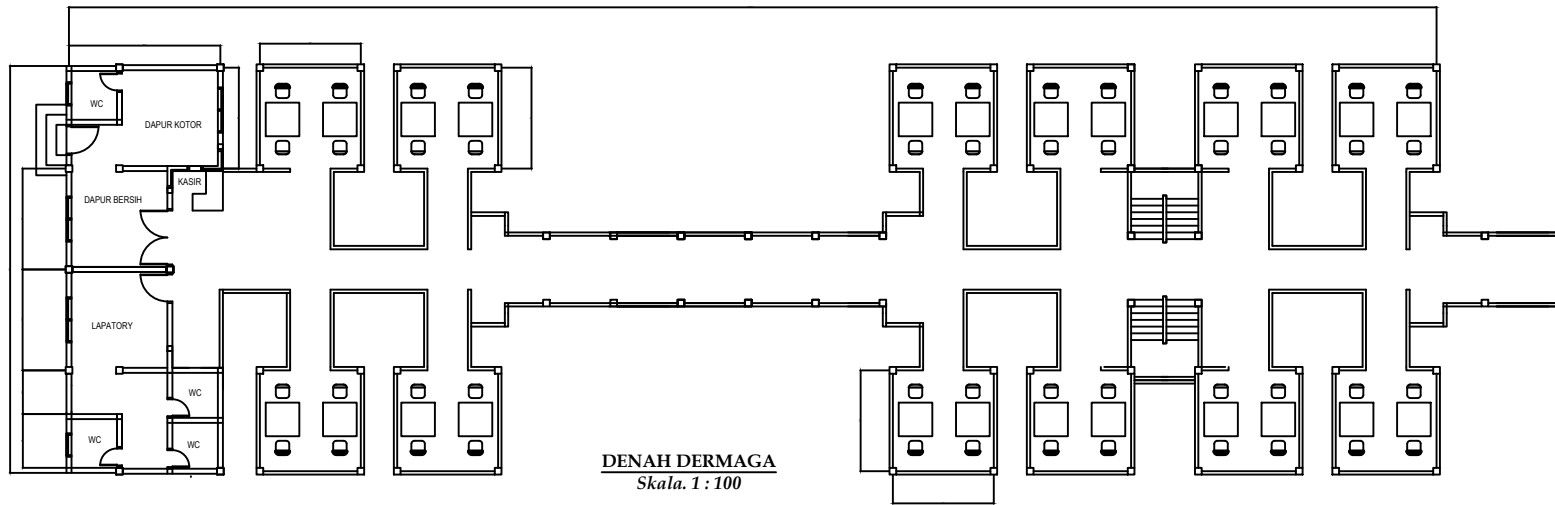 WC
DAPUR KOTOR
KASIR
DAPUR BERSIH
LAPATORY
WC
WC
WC
DENAH DERMAGA
Skala. 1 : 100